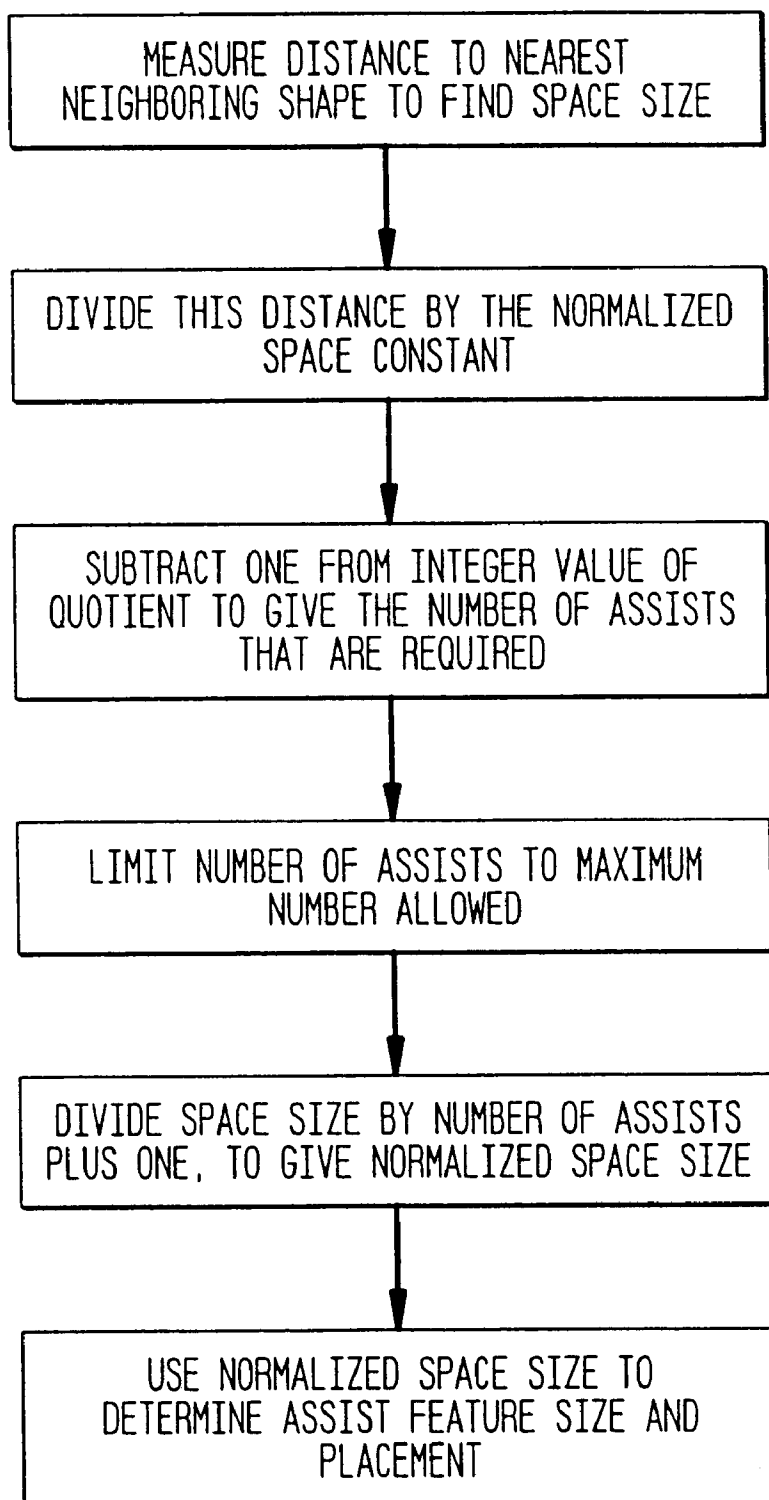 MEASURE DISTANCE TO NEAREST
NEIGHBORING SHAPE TO FIND SPACE SIZE
DIVIDE THIS DISTANCE BY THE NORMALIZED
SPACE CONSTANT
SUBTRACT ONE FROM INTEGER VALUE OF
QUOTIENT TO GIVE THE NUMBER OF ASSISTS
THAT ARE REQUIRED
LIMIT NUMBER OF ASSISTS TO MAXIMUM
NUMBER ALLOWED
DIVIDE SPACE SIZE BY NUMBER OF ASSISTS
PLUS ONE, TO GIVE NORMALIZED SPACE SIZE
USE NORMALIZED SPACE SIZE TO
DETERMINE ASSIST FEATURE SIZE AND
PLACEMENT